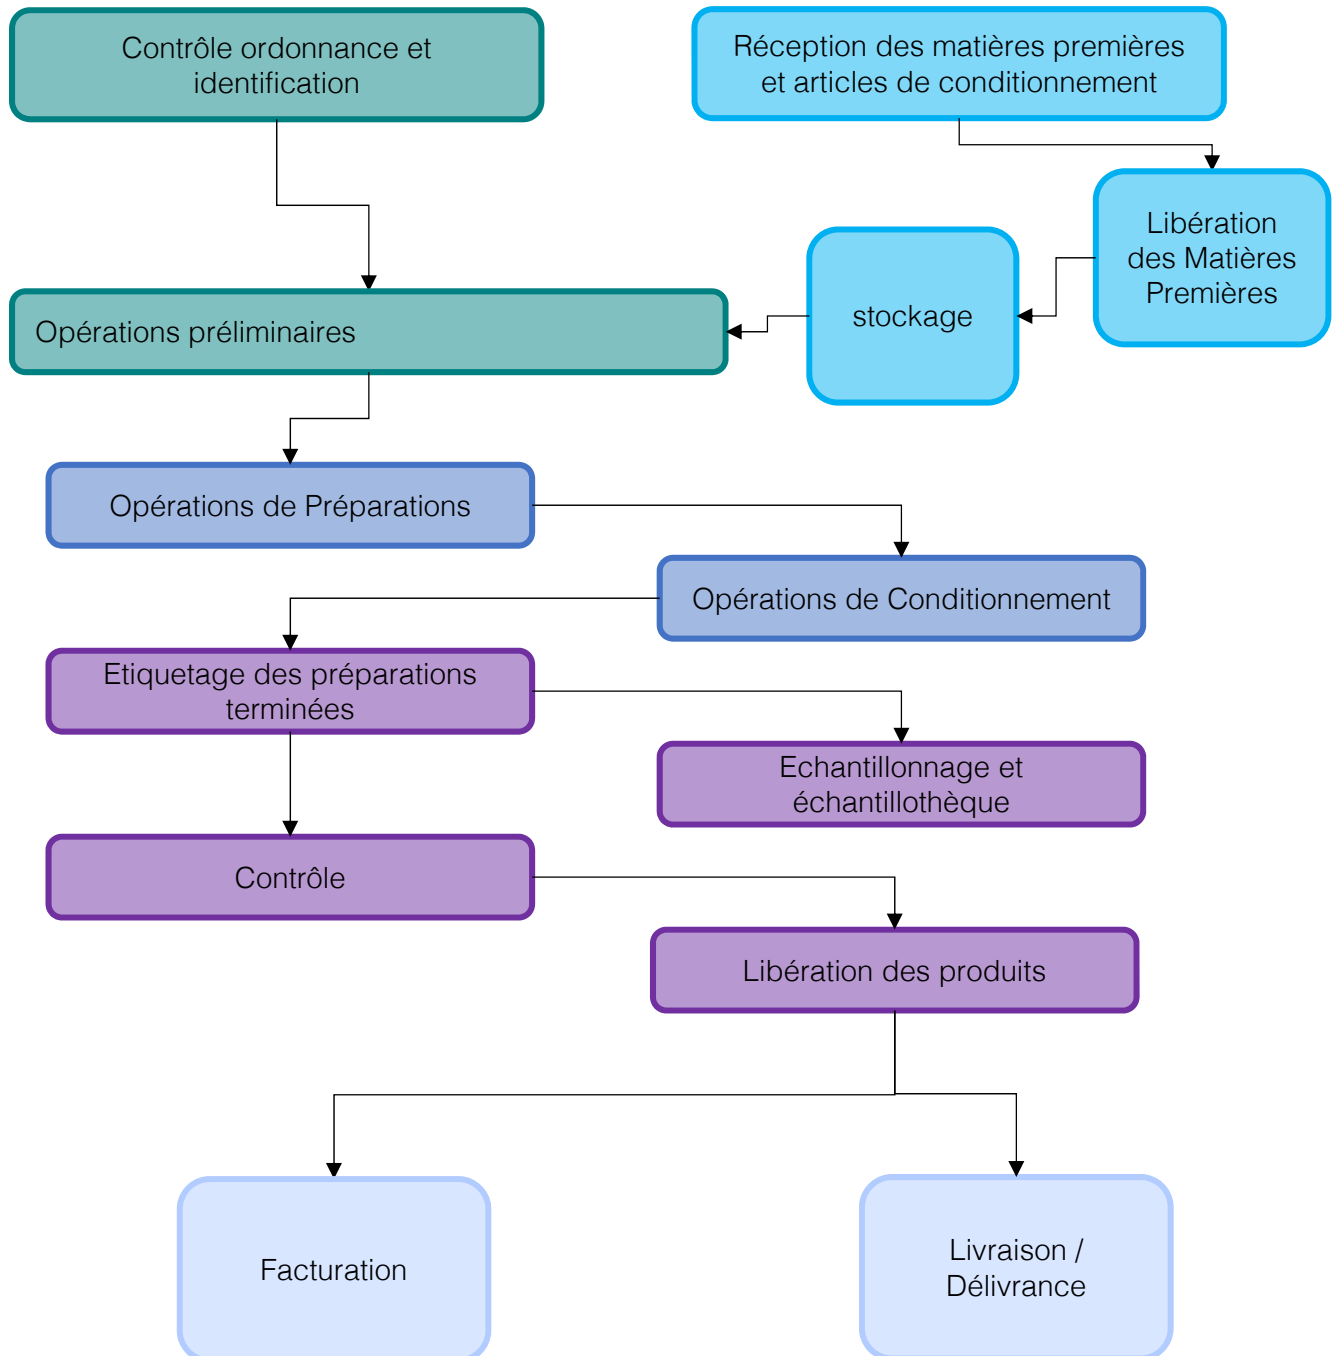 Contrôle ordonnance et
identification
Réception des matières premières
et articles de conditionnement
Libération
des Matières
Premières
stockage
Opérations préliminaires
Opérations de Préparations
Opérations de Conditionnement
Etiquetage des préparations
terminées
Echantillonnage et
échantillothèque
Contrôle
Libération des produits
Facturation
Livraison /
Délivrance